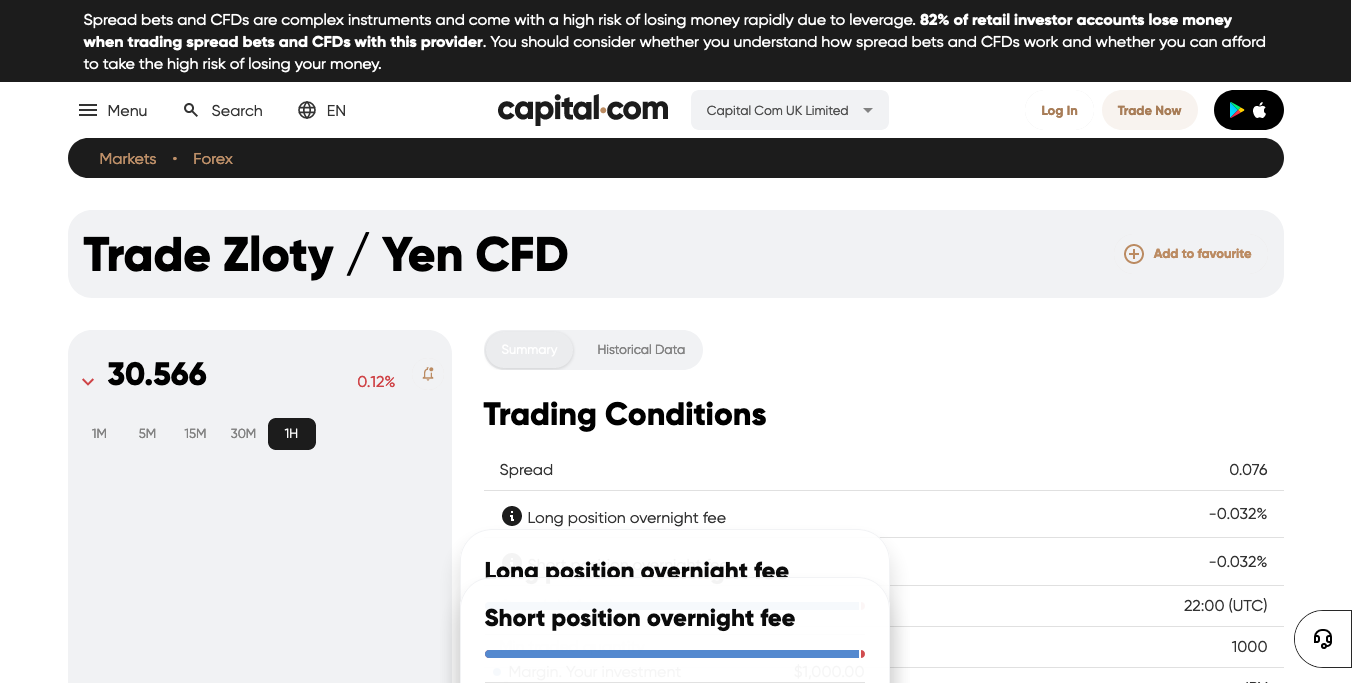 Spread bets and CFDs are complex instruments and come with a high risk of losing money rapidly due to leverage. 82% of retail investor accounts lose money
when trading spread bets and CFDs with this provider. You should consider whether you understand how spread bets and CFDs work and whether you can afford
to take the high risk of losing your money.
Menu Search EN capital.com Capital Com UK Limited Log In Trade Now
Markets • Forex
Trade Zloty / Yen CFD
Add to favourite
30.566 0.12%
1M 5M 15M 30M 1H
Summary Historical Data
Trading Conditions
Spread 0.076
Long position overnight fee -0.032%
-0.032%
Long position overnight fee
22:00 (UTC)
Short position overnight fee
1000
Margin. Your investment $1,000.00